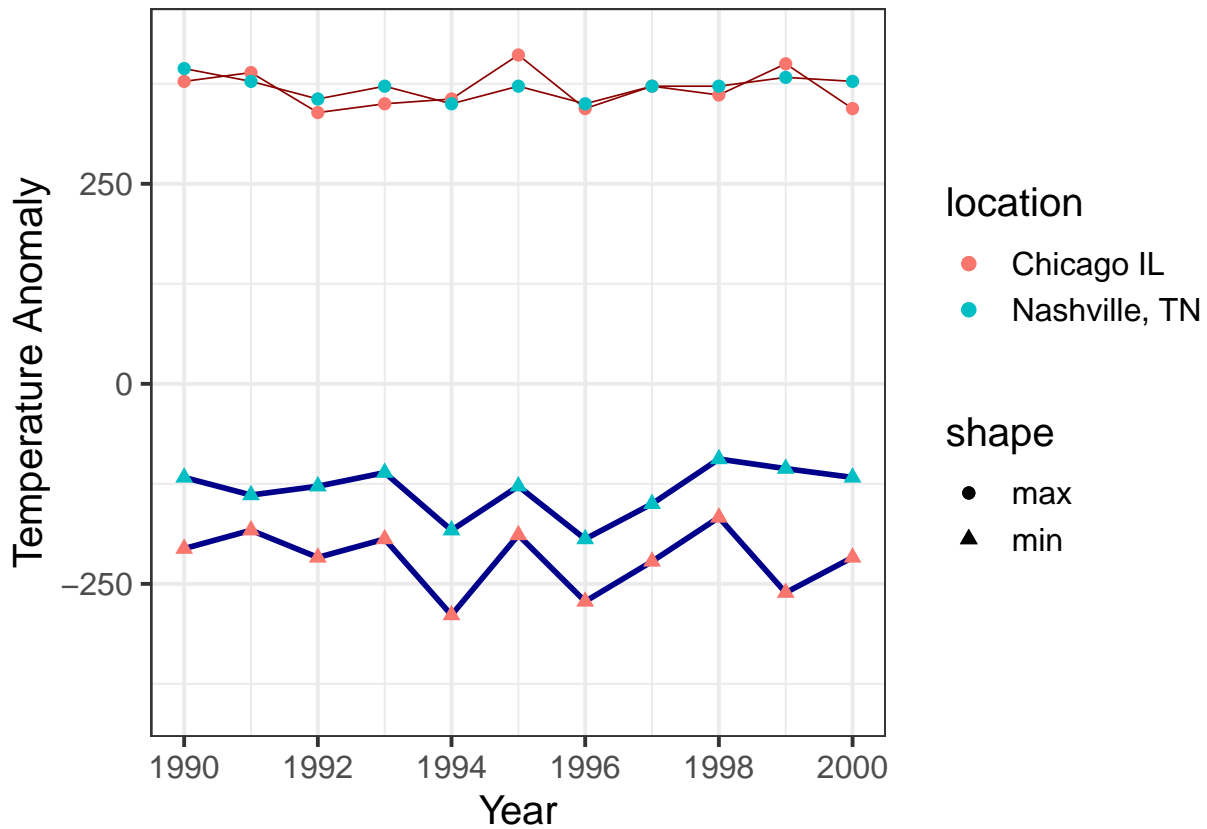 Temperature Anomaly
250
0
−250
1990 1992 1994 1996 1998 2000
Year
location
Chicago IL
Nashville, TN
shape
max
min